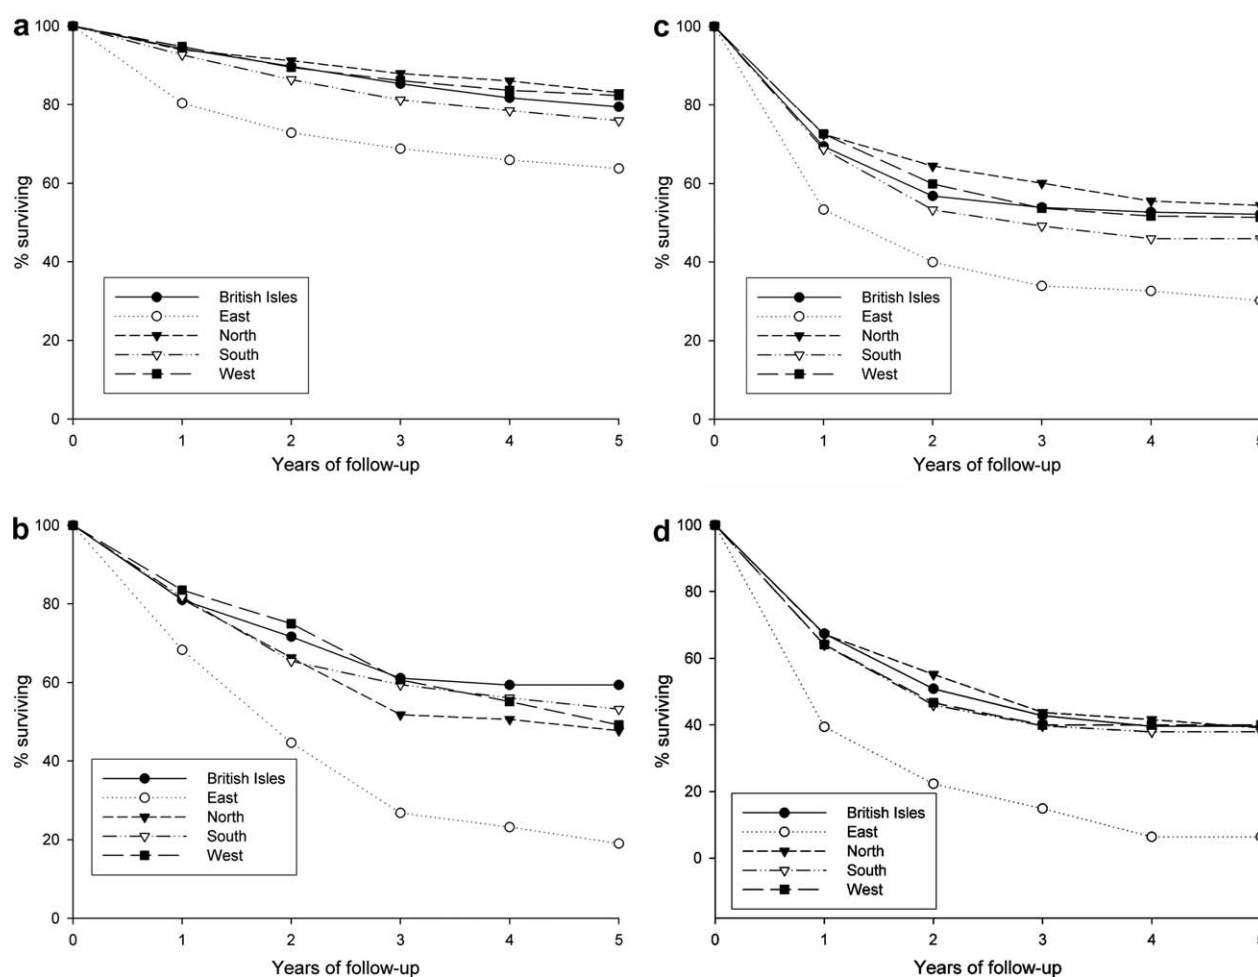 a
100
80
60
40
20
0
% surviving
British Isles
East
North
South
West
0 1 2 3 4 5
Years of follow-up
c
100
80
60
40
20
0
% surviving
British Isles
East
North
South
West
0 1 2 3 4 5
Years of follow-up
b
100
80
60
40
20
0
% surviving
British Isles
East
North
South
West
0 1 2 3 4 5
Years of follow-up
d
100
80
60
40
20
0
% surviving
British Isles
East
North
South
West
0 1 2 3 4 5
Years of follow-up